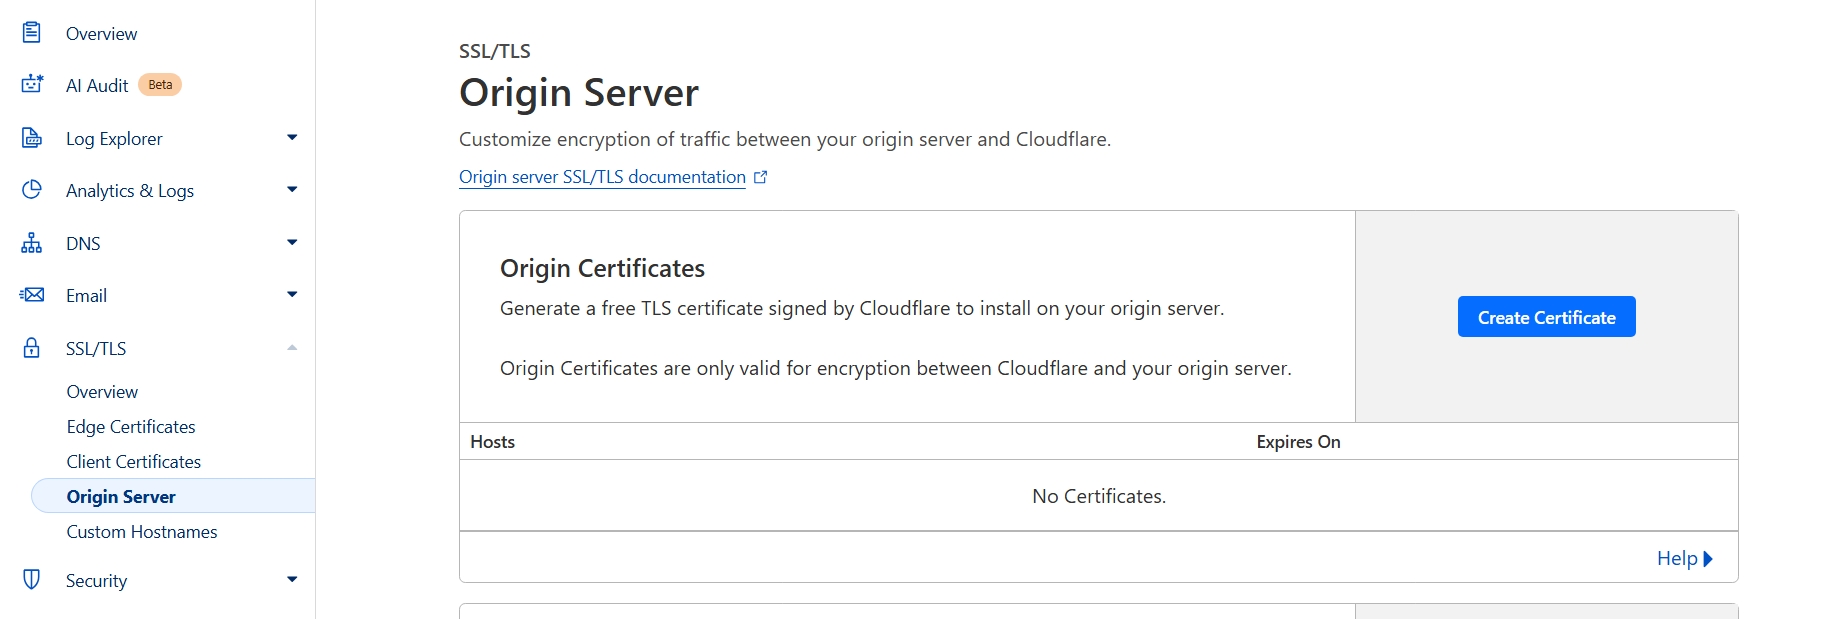 Overview
AI Audit Beta
Log Explorer
Analytics & Logs
DNS
Email
SSL/TLS
Overview
Edge Certificates
Client Certificates
Origin Server
Custom Hostnames
Security
SSL/TLS
Origin Server
Customize encryption of traffic between your origin server and Cloudflare.
Origin server SSL/TLS documentation
Origin Certificates
Generate a free TLS certificate signed by Cloudflare to install on your origin server.
Origin Certificates are only valid for encryption between Cloudflare and your origin server.
Create Certificate
Hosts Expires On
No Certificates.
Help